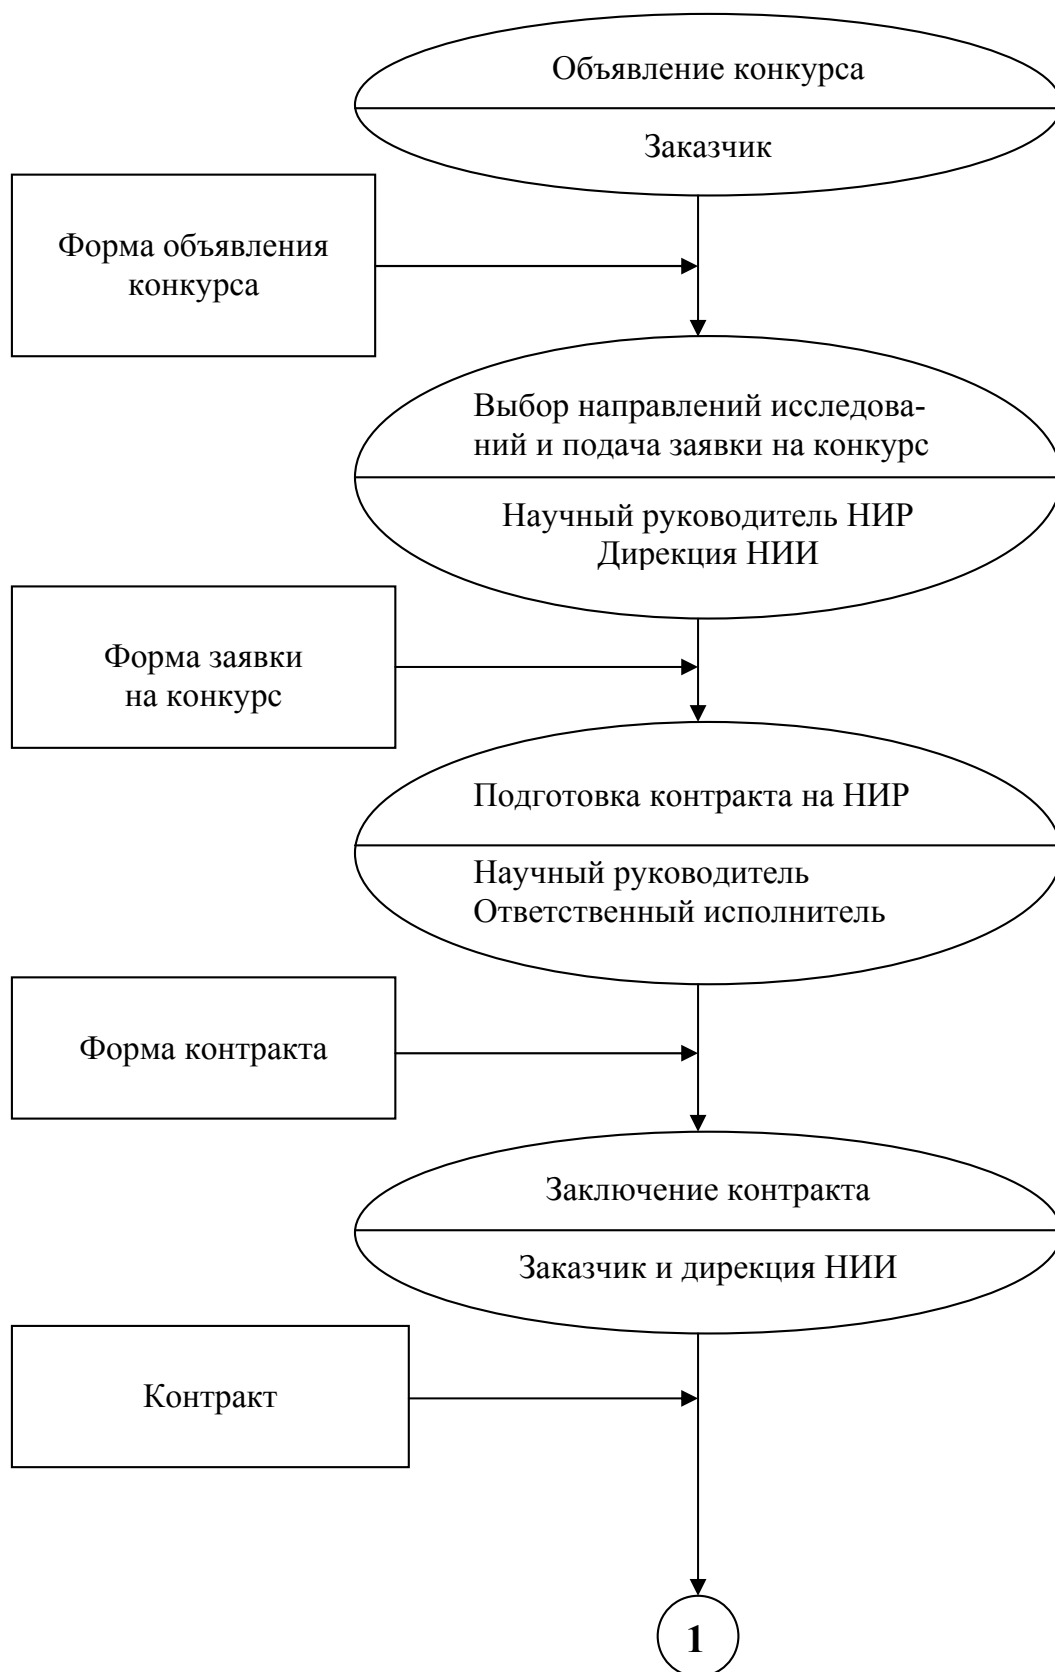 Объявление конкурса
Заказчик
Форма объявления
конкурса
Выбор направлений исследова-
ний и подача заявки на конкурс
Научный руководитель НИР
Дирекция НИИ
Форма заявки
на конкурс
Подготовка контракта на НИР
Научный руководитель
Ответственный исполнитель
Форма контракта
Заключение контракта
Заказчик и дирекция НИИ
Контракт
1